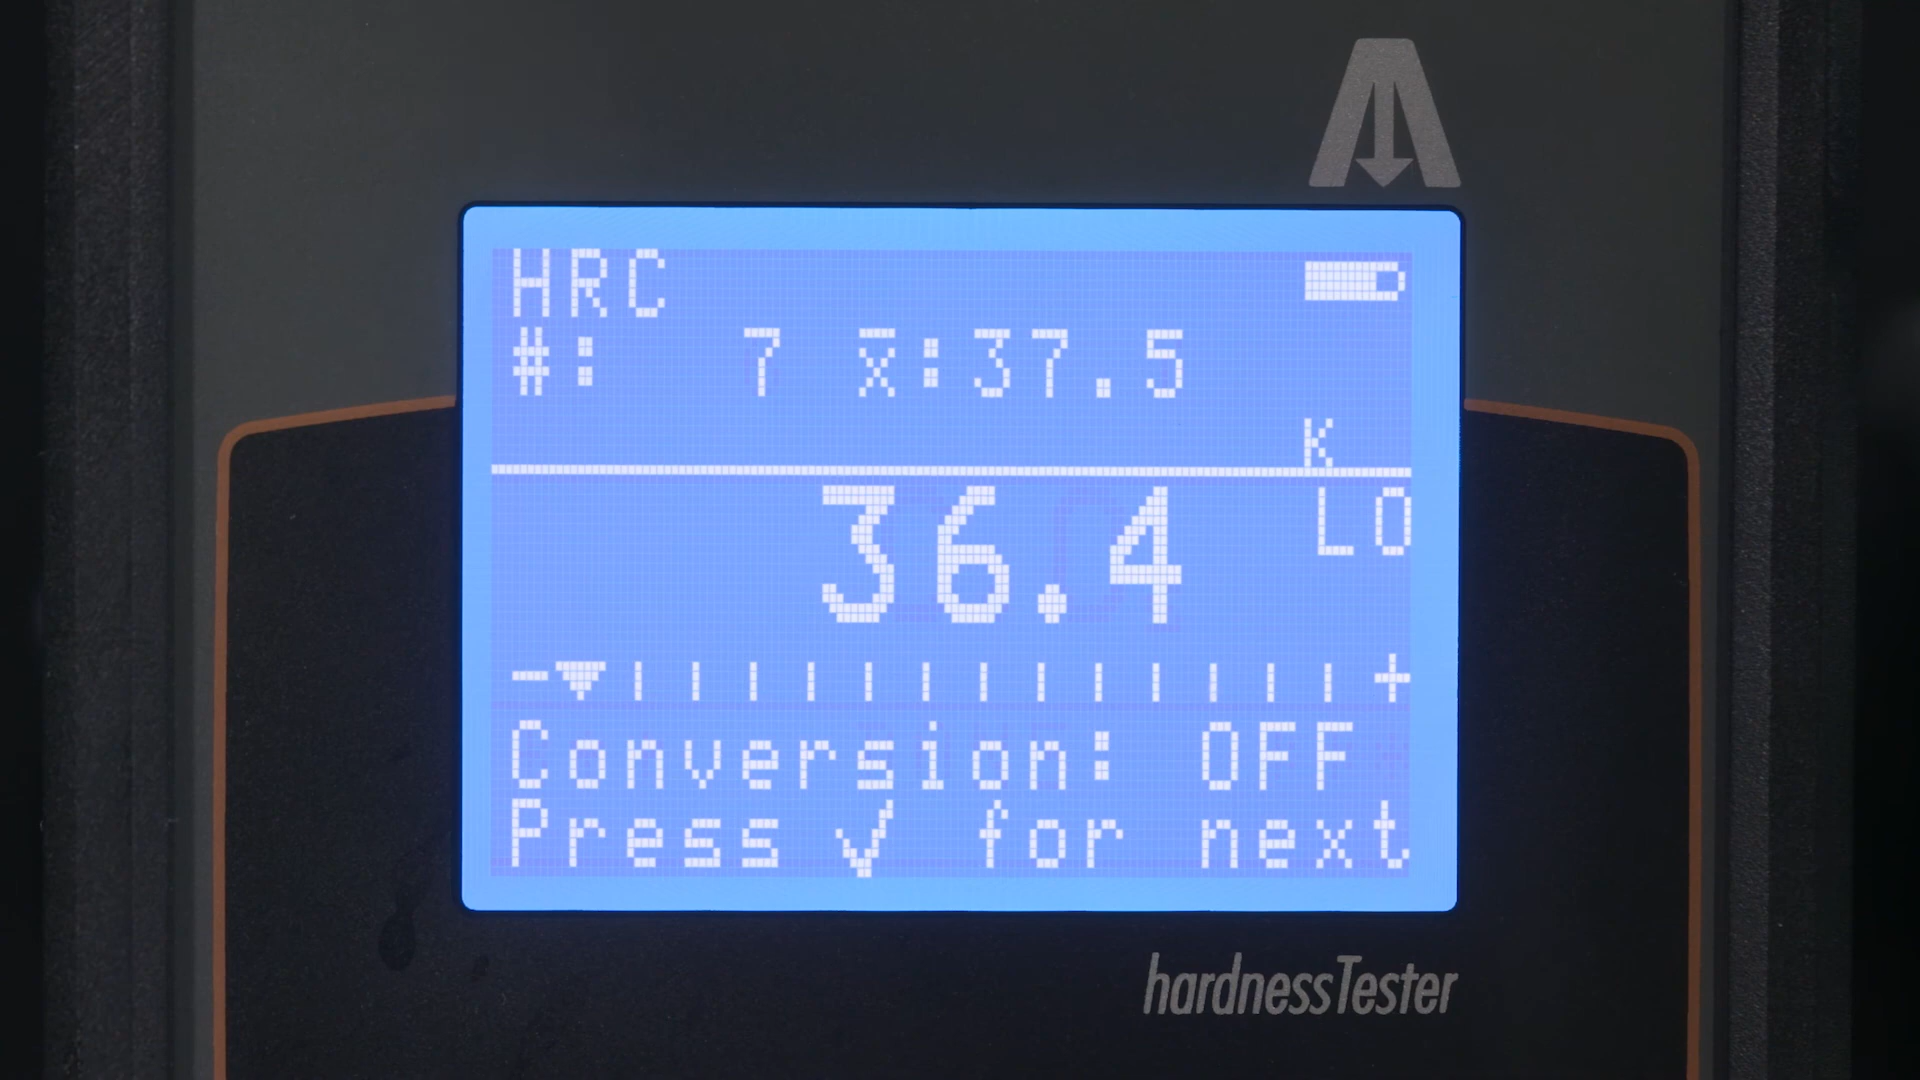 HRC
#: 7 x̄:37.5
K
36.4 LO
- +
Conversion: OFF
Press √ for next
hardnessTester